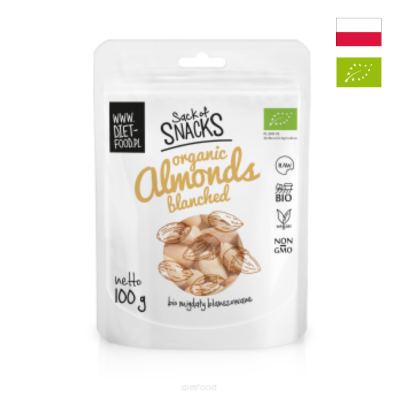 WWW.
DIET-
FOOD.PL
Sack of
SNACKS
organic
Almonds
blanched
RAW
BIO
vegan
NON
GMO
netto
100 g
bio migdały blanszowane
dietfood